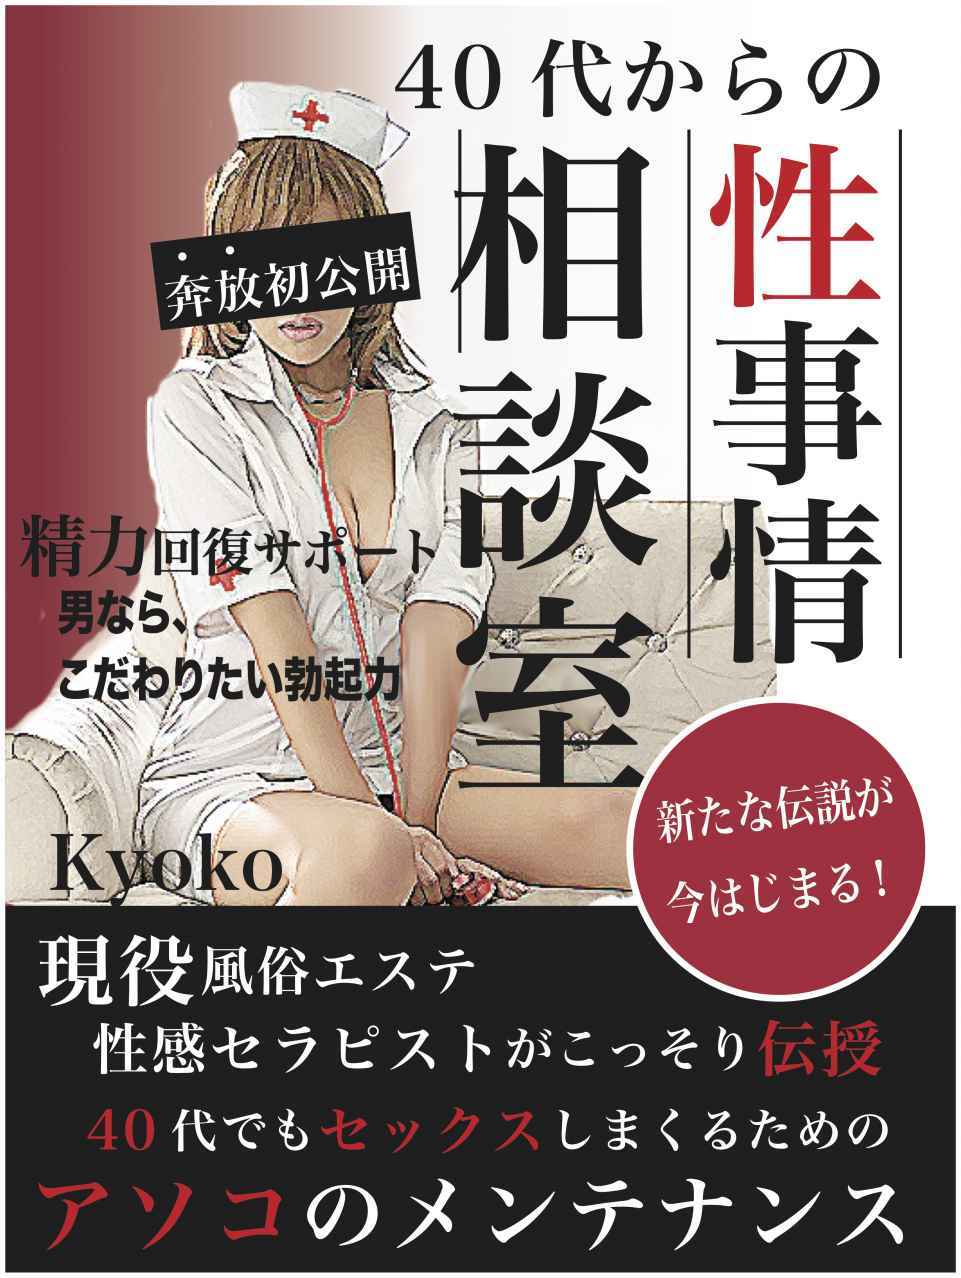 40代からの
性事情
相談室
奔放初公開
精力回復サポート
男なら、
こだわりたい勃起力
Kyoko
新たな伝説が
今はじまる！
現役風俗エステ
性感セラピストがこっそり伝授
40代でもセックスしまくるための
アソコのメンテナンス